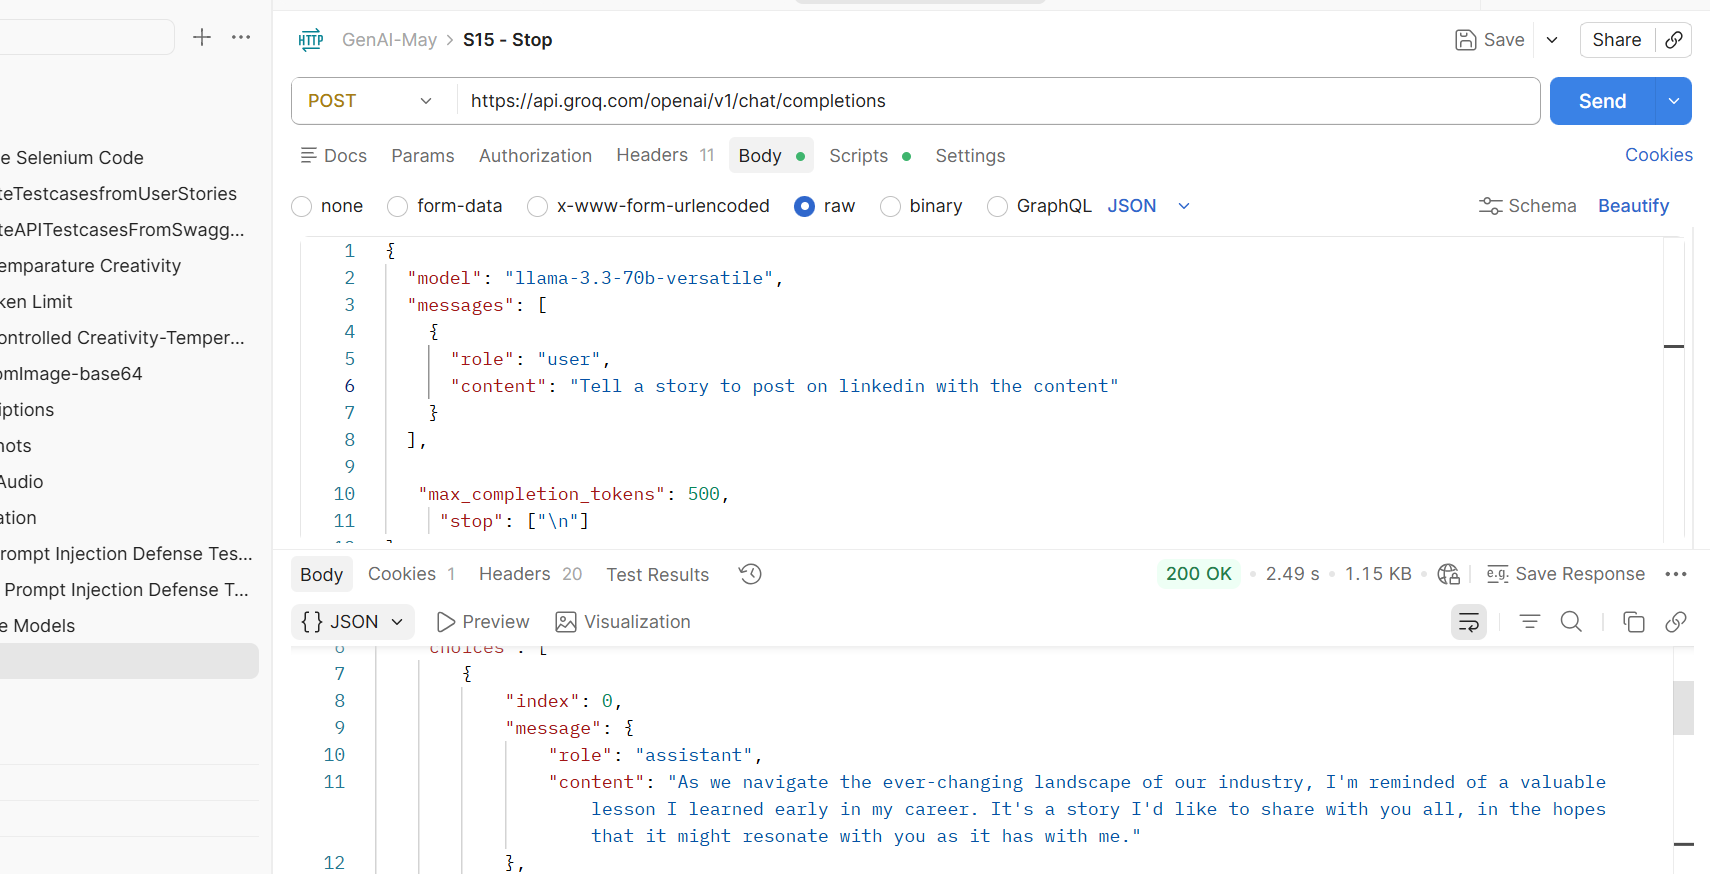 HTTP GenAI-May > S15 - Stop
Save
Share
POST
https://api.groq.com/openai/v1/chat/completions
Send
Docs Params Authorization Headers 11 Body Scripts Settings
Cookies
none form-data x-www-form-urlencoded raw binary GraphQL JSON
Schema Beautify
e Selenium Code
teTestcasesfromUserStories
teAPITestcasesFromSwagg...
emparature Creativity
ken Limit
ontrolled Creativity-Temper...
omImage-base64
iptions
nots
Audio
ation
rompt Injection Defense Tes...
Prompt Injection Defense T...
e Models
1 {
2 "model": "llama-3.3-70b-versatile",
3 "messages": [
4 {
5 "role": "user",
6 "content": "Tell a story to post on linkedin with the content"
7 }
8 ],
9
10 "max_completion_tokens": 500,
11 "stop": ["\n"]
Body Cookies 1 Headers 20 Test Results
200 OK • 2.49 s • 1.15 KB •
e.g. Save Response
{} JSON Preview Visualization
6 "choices": [
7 {
8 "index": 0,
9 "message": {
10 "role": "assistant",
11 "content": "As we navigate the ever-changing landscape of our industry, I'm reminded of a valuable
lesson I learned early in my career. It's a story I'd like to share with you all, in the hopes
that it might resonate with you as it has with me."
12 },